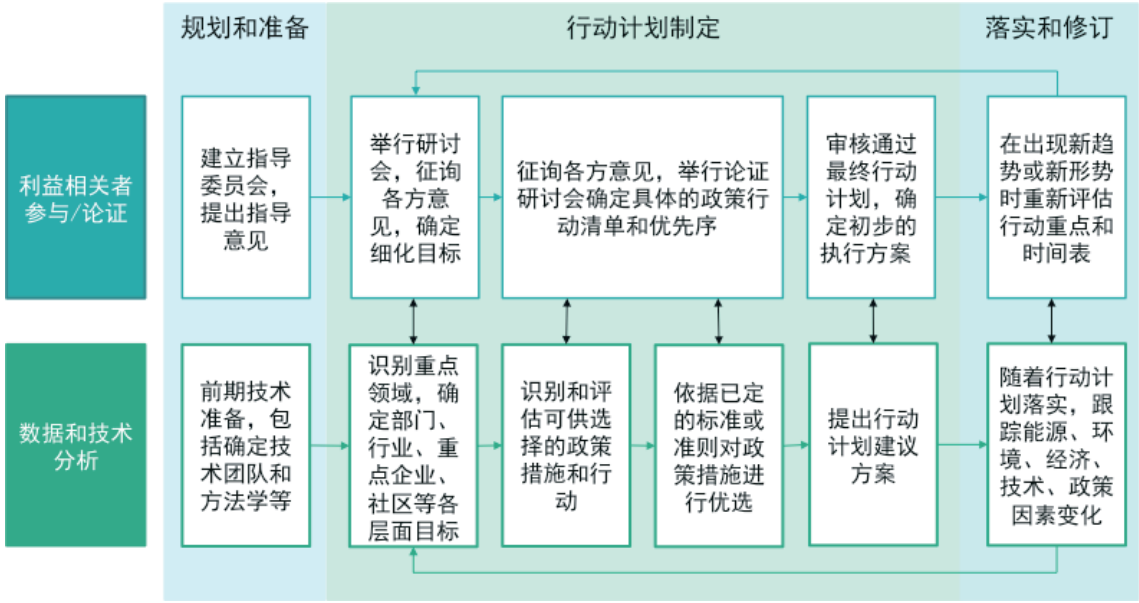 规划和准备
行动计划制定
落实和修订
利益相关者
参与/论证
建立指导
委员会，
提出指导
意见
举行研讨
会，征询
各方意
见，确定
细化目标
征询各方意见，举行论证
研讨会确定具体的政策行
动清单和优先序
审核通过
最终行动
计划，确
定初步的
执行方案
在出现新趋
势或新形势
时重新评估
行动重点和
时间表
数据和技术
分析
前期技术
准备，包
括确定技
术团队和
方法学等
识别重点
领域，确
定部门、
行业、重
点企业、
社区等各
层面目标
识别和评
估可供选
择的政策
措施和行
动
依据已定
的标准或
准则对政
策措施进
行优选
提出行动
计划建议
方案
随着行动计
划落实，跟
踪能源、环
境、经济、
技术、政策
因素变化